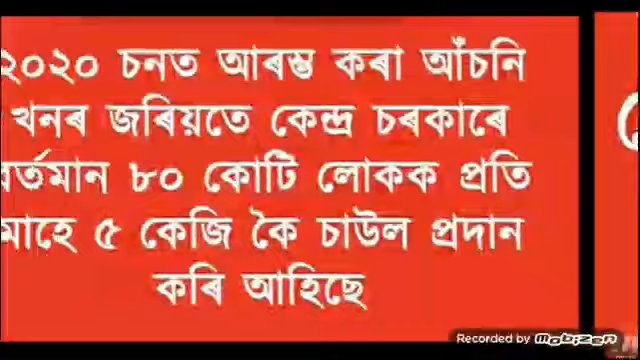 ২০২০ চনত আৰম্ভ কৰা আঁচনি
খনৰ জৰিয়তে কেন্দ্ৰ চৰকাৰে
বৰ্তমান ৮০ কোটি লোকক প্ৰতি
মাহে ৫ কেজি কৈ চাউল প্ৰদান
কৰি আহিছে
Recorded by mobizen